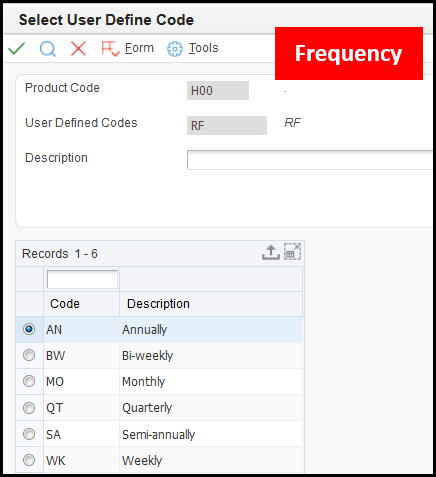 Select User Define Code
Form Tools
Frequency
Product Code H00 .
User Defined Codes RF RF
Description
Records 1 - 6
Code Description
AN Annually
BW Bi-weekly
MO Monthly
QT Quarterly
SA Semi-annually
WK Weekly